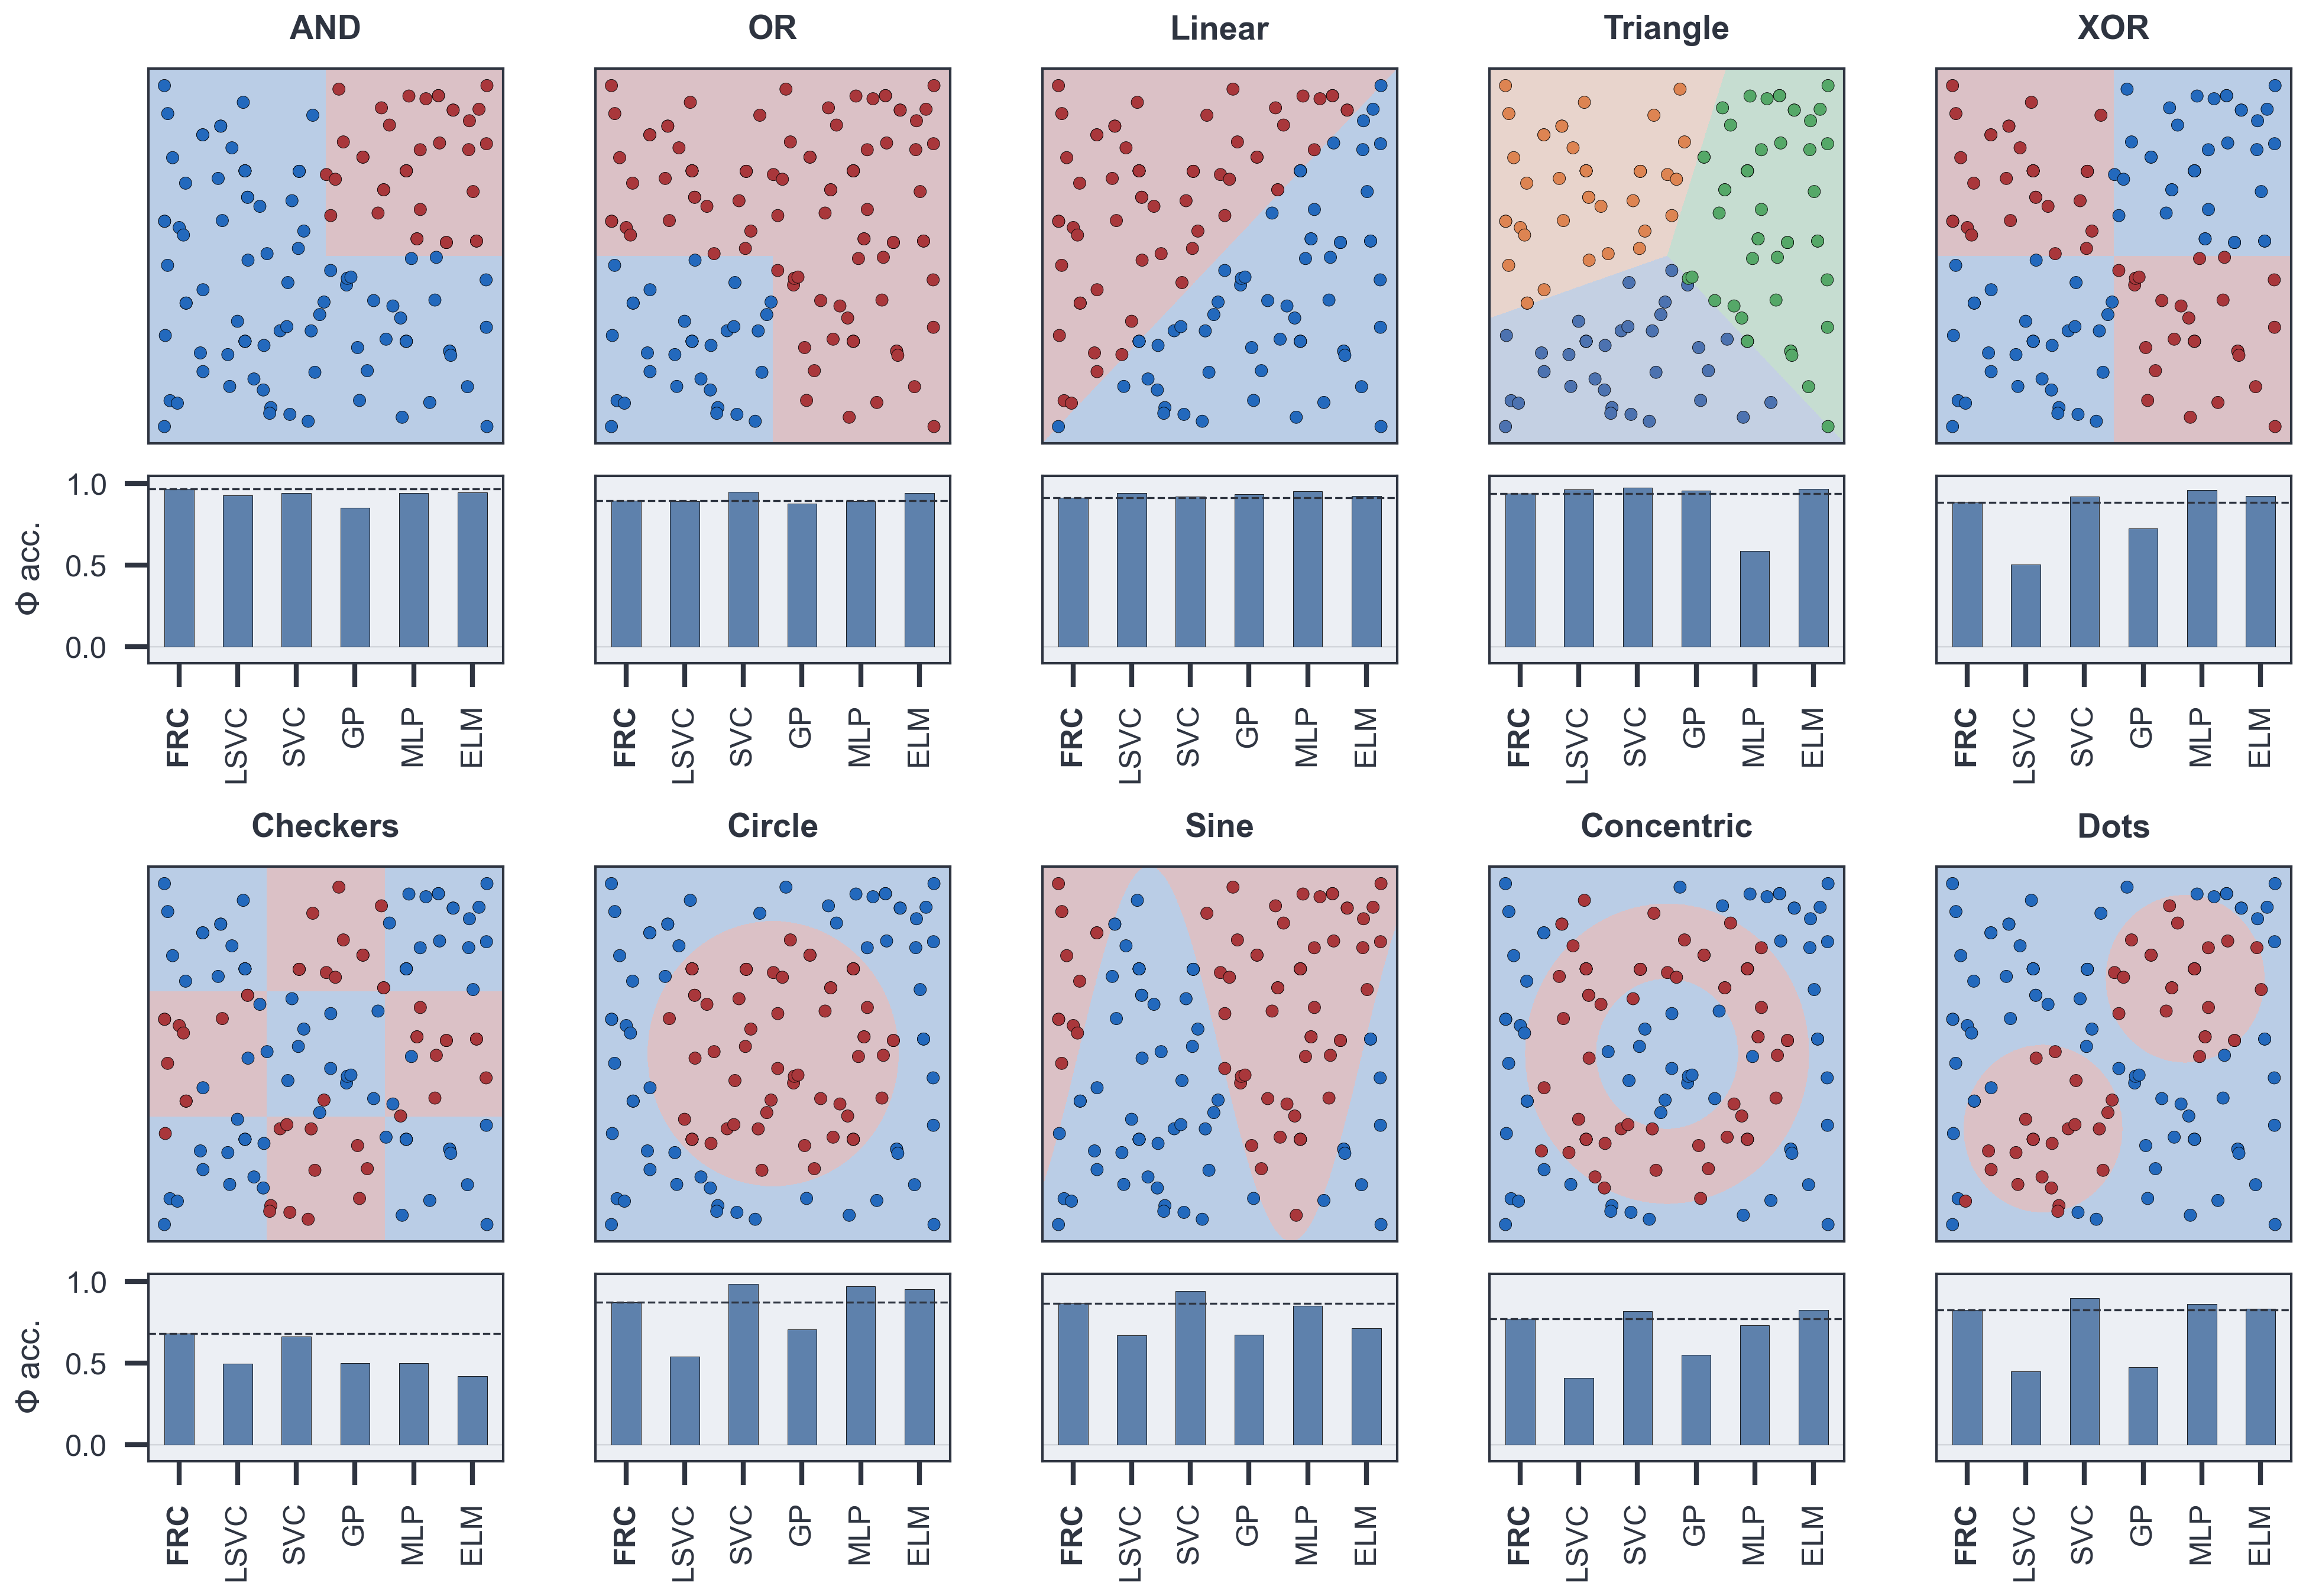 AND
OR
Linear
Triangle
XOR
Φ acc.
1.0
0.5
0.0
FRC
LSVC
SVC
GP
MLP
ELM
FRC
LSVC
SVC
GP
MLP
ELM
FRC
LSVC
SVC
GP
MLP
ELM
FRC
LSVC
SVC
GP
MLP
ELM
FRC
LSVC
SVC
GP
MLP
ELM
Checkers
Circle
Sine
Concentric
Dots
Φ acc.
1.0
0.5
0.0
FRC
LSVC
SVC
GP
MLP
ELM
FRC
LSVC
SVC
GP
MLP
ELM
FRC
LSVC
SVC
GP
MLP
ELM
FRC
LSVC
SVC
GP
MLP
ELM
FRC
LSVC
SVC
GP
MLP
ELM